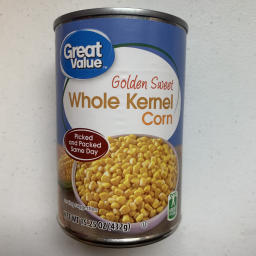 Great
Value
Golden Sweet
Whole Kernel
Corn
Picked
and Packed
Same Day
NET WT 15.25 OZ (432g)